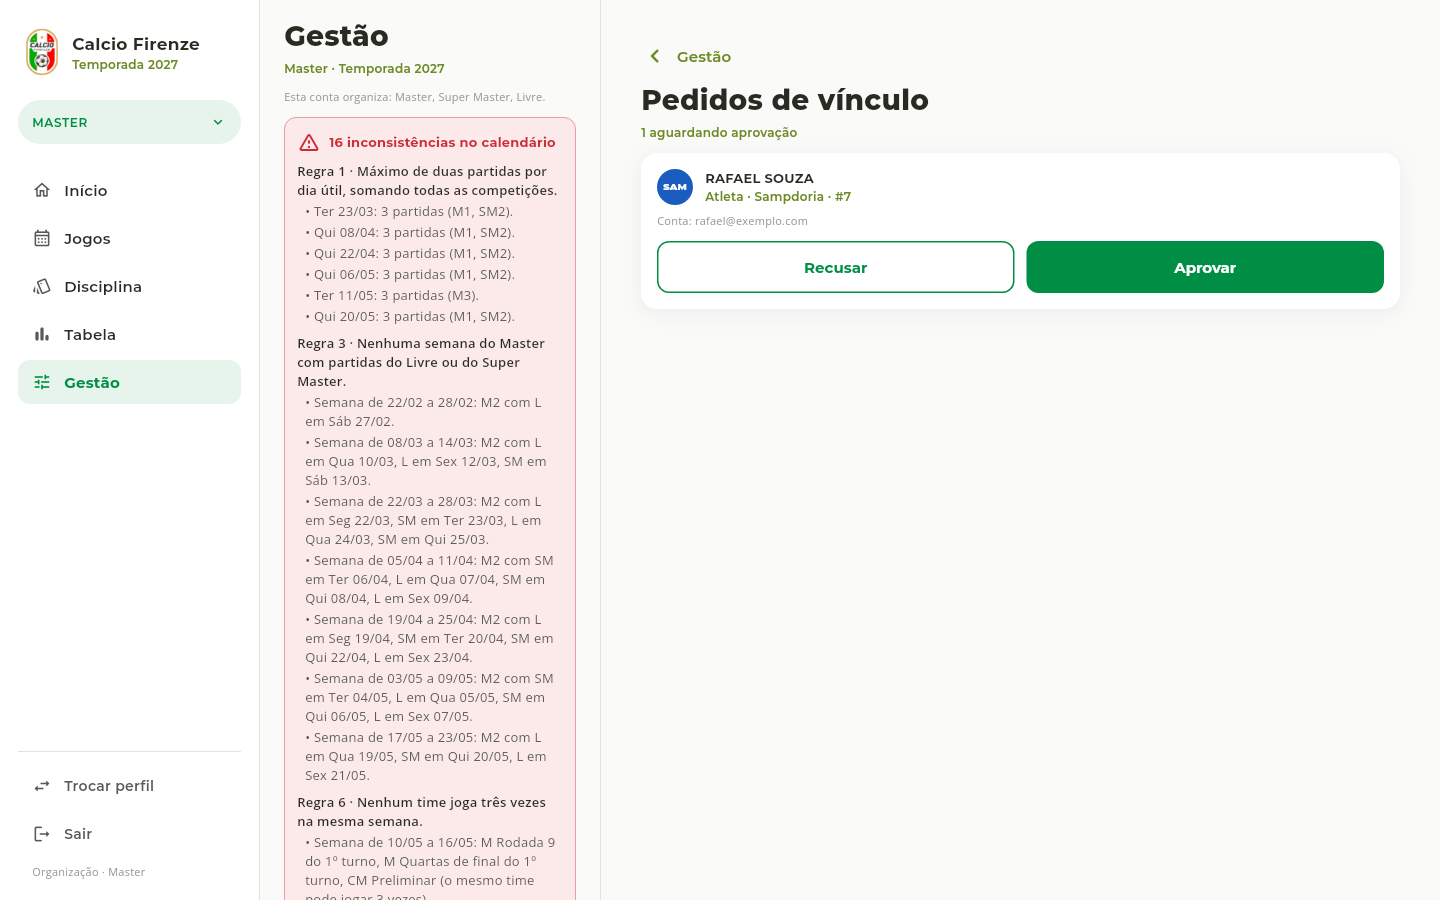 CALCIO
Calcio Firenze
Temporada 2027
MASTER
Início
Jogos
Disciplina
Tabela
Gestão
Trocar perfil
Sair
Organização · Master
Gestão
Master · Temporada 2027
Esta conta organiza: Master, Super Master, Livre.
16 inconsistências no calendário
Regra 1 · Máximo de duas partidas por
dia útil, somando todas as competições.
• Ter 23/03: 3 partidas (M1, SM2).
• Qui 08/04: 3 partidas (M1, SM2).
• Qui 22/04: 3 partidas (M1, SM2).
• Qui 06/05: 3 partidas (M1, SM2).
• Ter 11/05: 3 partidas (M3).
• Qui 20/05: 3 partidas (M1, SM2).
Regra 3 · Nenhuma semana do Master
com partidas do Livre ou do Super
Master.
• Semana de 22/02 a 28/02: M2 com L
em Sáb 27/02.
• Semana de 08/03 a 14/03: M2 com L
em Qua 10/03, L em Sex 12/03, SM em
Sáb 13/03.
• Semana de 22/03 a 28/03: M2 com L
em Seg 22/03, SM em Ter 23/03, L em
Qua 24/03, SM em Qui 25/03.
• Semana de 05/04 a 11/04: M2 com SM
em Ter 06/04, L em Qua 07/04, SM em
Qui 08/04, L em Sex 09/04.
• Semana de 19/04 a 25/04: M2 com L
em Seg 19/04, SM em Ter 20/04, SM em
Qui 22/04, L em Sex 23/04.
• Semana de 03/05 a 09/05: M2 com SM
em Ter 04/05, L em Qua 05/05, SM em
Qui 06/05, L em Sex 07/05.
• Semana de 17/05 a 23/05: M2 com L
em Qua 19/05, SM em Qui 20/05, L em
Sex 21/05.
Regra 6 · Nenhum time joga três vezes
na mesma semana.
• Semana de 10/05 a 16/05: M Rodada 9
do 1º turno, M Quartas de final do 1º
turno, CM Preliminar (o mesmo time
pode jogar 3 vezes)
Gestão
Pedidos de vínculo
1 aguardando aprovação
SAM
RAFAEL SOUZA
Atleta · Sampdoria · #7
Conta: rafael@exemplo.com
Recusar
Aprovar